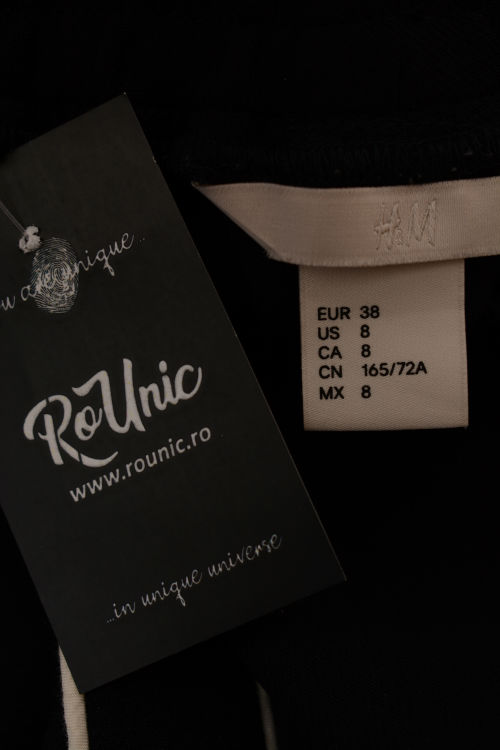 u are unique...
RoUnic
www.rounic.ro
...in unique universe
H&M
EUR 38
US 8
CA 8
CN 165/72A
MX 8